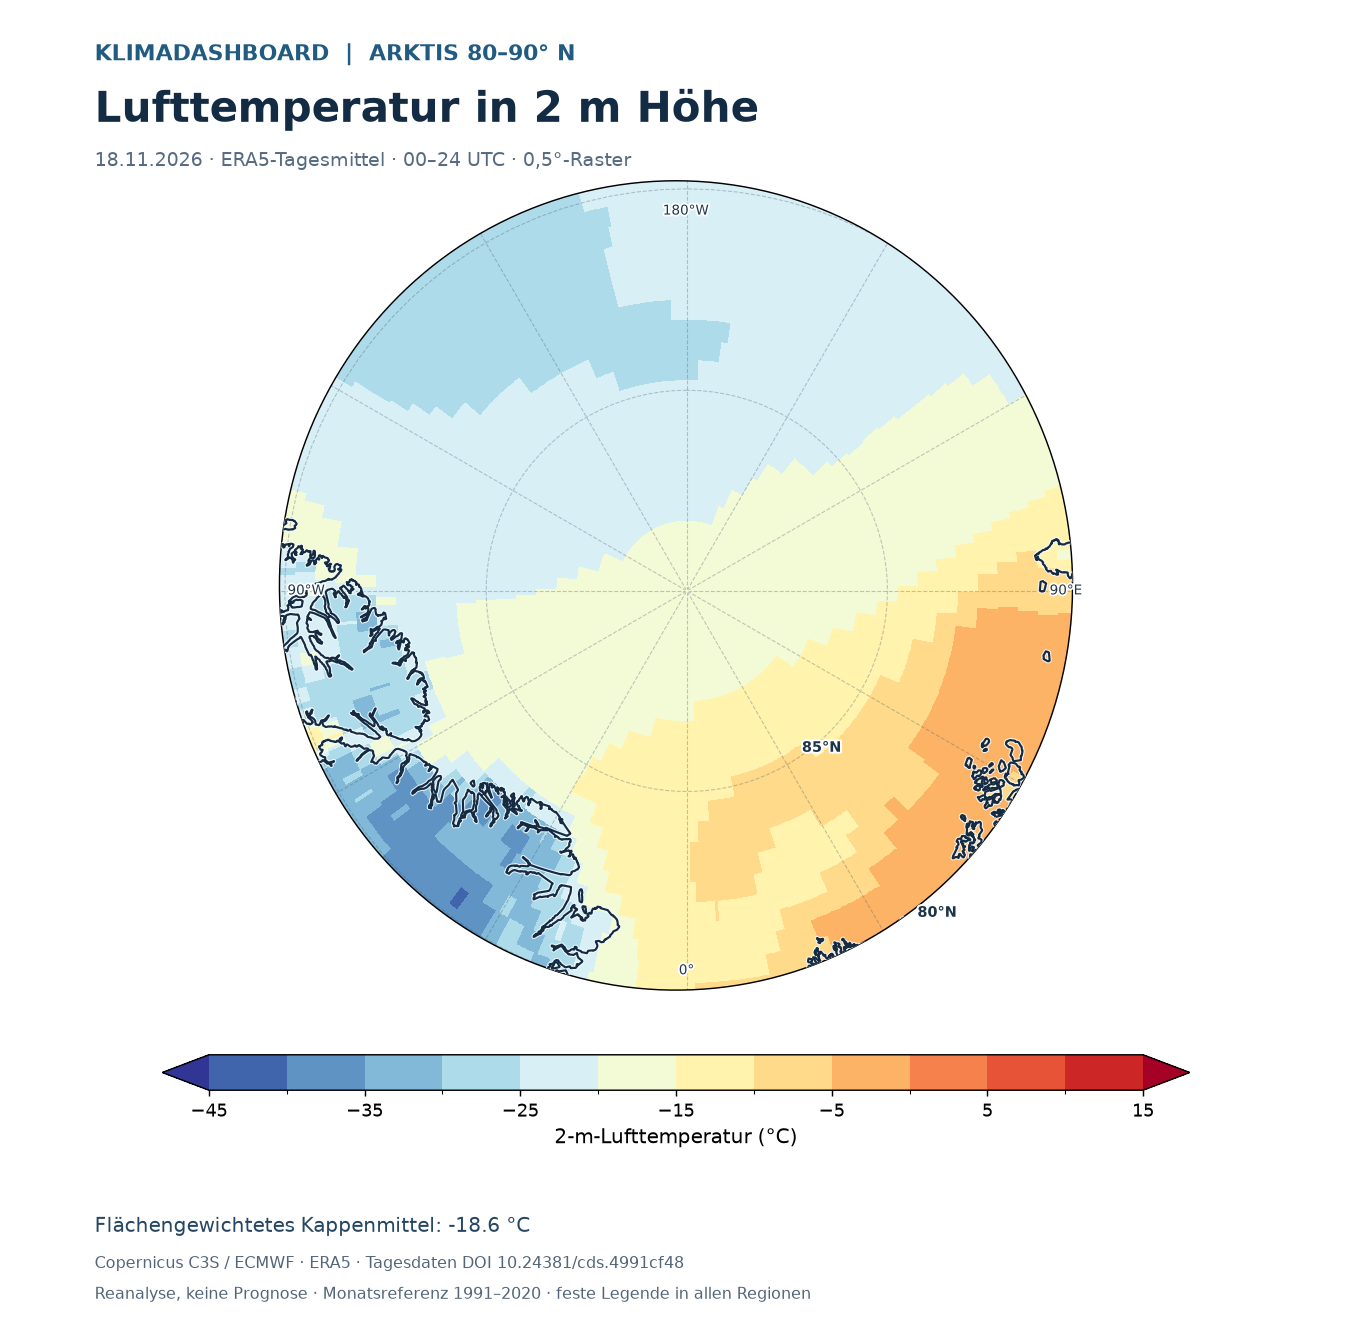 KLIMADASHBOARD | ARKTIS 80–90° N
Lufttemperatur in 2 m Höhe
18.11.2026 · ERA5-Tagesmittel · 00–24 UTC · 0,5°-Raster
180°W
90°W
90°E
85°N
80°N
0°
−45 −35 −25 −15 −5 5 15
2-m-Lufttemperatur (°C)
Flächengewichtetes Kappenmittel: -18.6 °C
Copernicus C3S / ECMWF · ERA5 · Tagesdaten DOI 10.24381/cds.4991cf48
Reanalyse, keine Prognose · Monatsreferenz 1991–2020 · feste Legende in allen Regionen